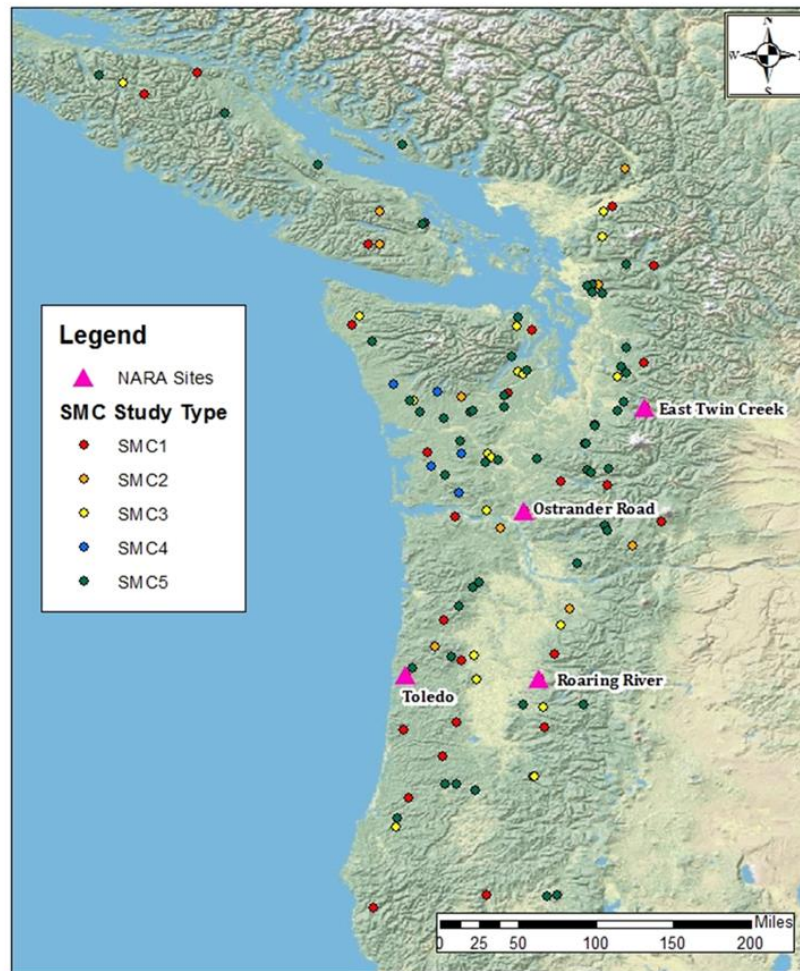 N
W
S
Legend
NARA Sites
SMC Study Type
SMC1
SMC2
SMC3
SMC4
SMC5
East Twin Creek
Ostrander Road
Toledo
Roaring River
Miles
0 25 50 100 150 200